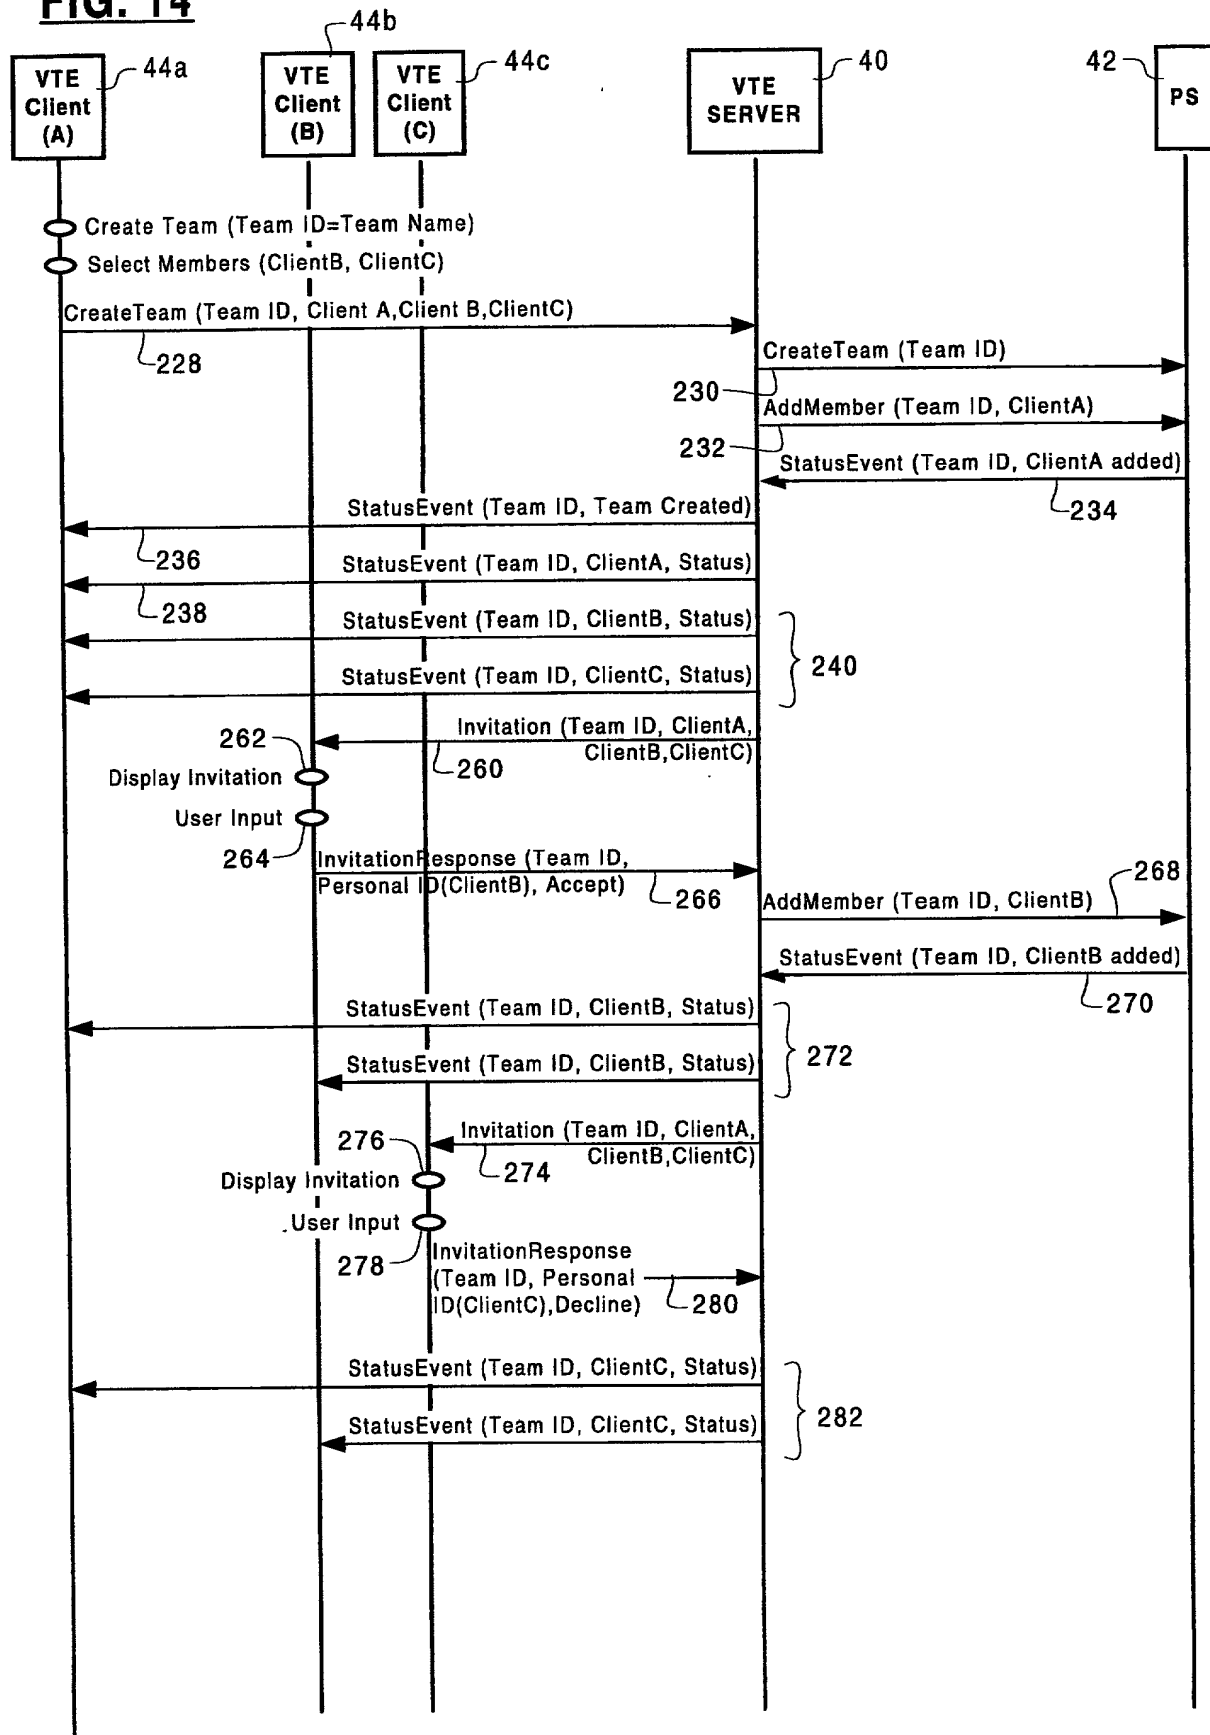 FIG. 14
44b
44a
44c
40
42
VTE
Client
(A)
VTE
Client
(B)
VTE
Client
(C)
VTE
SERVER
PS
Create Team (Team ID=Team Name)
Select Members (ClientB, ClientC)
CreateTeam (Team ID, Client A,Client B,ClientC)
228
CreateTeam (Team ID)
230
AddMember (Team ID, ClientA)
232
StatusEvent (Team ID, ClientA added)
234
StatusEvent (Team ID, Team Created)
236
StatusEvent (Team ID, ClientA, Status)
238
StatusEvent (Team ID, ClientB, Status)
240
StatusEvent (Team ID, ClientC, Status)
Invitation (Team ID, ClientA,
ClientB,ClientC)
260
262
Display Invitation
User Input
264
InvitationResponse (Team ID,
Personal ID(ClientB), Accept)
266
268
AddMember (Team ID, ClientB)
StatusEvent (Team ID, ClientB added)
270
StatusEvent (Team ID, ClientB, Status)
272
StatusEvent (Team ID, ClientB, Status)
Invitation (Team ID, ClientA,
ClientB,ClientC)
274
276
Display Invitation
User Input
278
InvitationResponse
(Team ID, Personal
ID(ClientC),Decline)
280
StatusEvent (Team ID, ClientC, Status)
282
StatusEvent (Team ID, ClientC, Status)